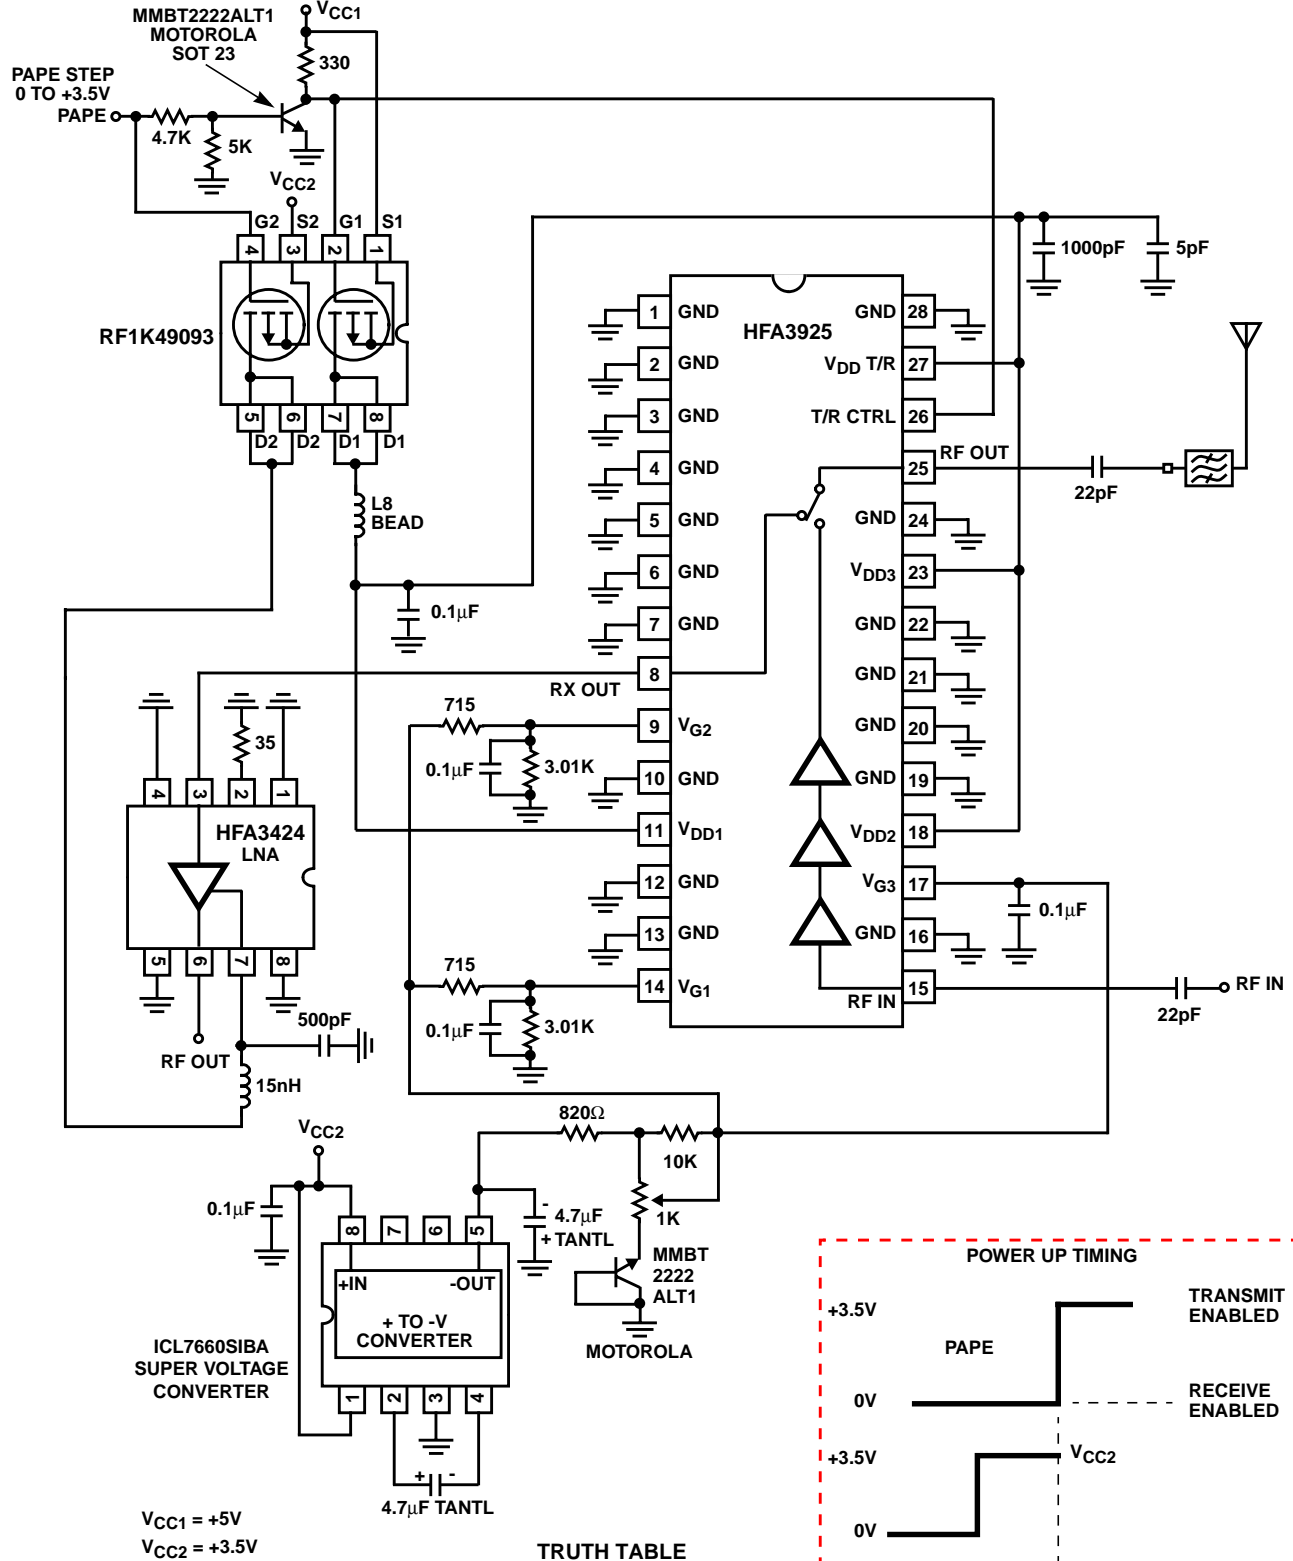 MMBT2222ALT1
MOTOROLA
SOT 23
VCC1
330
PAPE STEP
0 TO +3.5V
PAPE
4.7K
5K
VCC2
G2 S2 G1 S1
4 3 2 1
RF1K49093
5 6 7 8
D2 D2 D1 D1
L8
BEAD
0.1µF
1000pF
5pF
HFA3925
1 GND
2 GND
3 GND
4 GND
5 GND
6 GND
7 GND
RX OUT 8
9 VG2
10 GND
11 VDD1
12 GND
13 GND
14 VG1
GND 28
VDD T/R 27
T/R CTRL 26
25 RF OUT
GND 24
VDD3 23
GND 22
GND 21
GND 20
GND 19
VDD2 18
VG3 17
GND 16
RF IN 15
22pF
0.1µF
22pF
RF IN
715
0.1µF
3.01K
715
0.1µF
3.01K
35
4 3 2 1
HFA3424
LNA
5 6 7 8
RF OUT
500pF
15nH
VCC2
0.1µF
8 7 6 5
+IN -OUT
+ TO -V
CONVERTER
1 2 3 4
ICL7660SIBA
SUPER VOLTAGE
CONVERTER
+ -
4.7µF TANTL
-
4.7µF
+ TANTL
820Ω
10K
1K
MMBT
2222
ALT1
MOTOROLA
POWER UP TIMING
+3.5V
TRANSMIT
ENABLED
PAPE
0V
RECEIVE
ENABLED
+3.5V
VCC2
0V
VCC1 = +5V
VCC2 = +3.5V
TRUTH TABLE